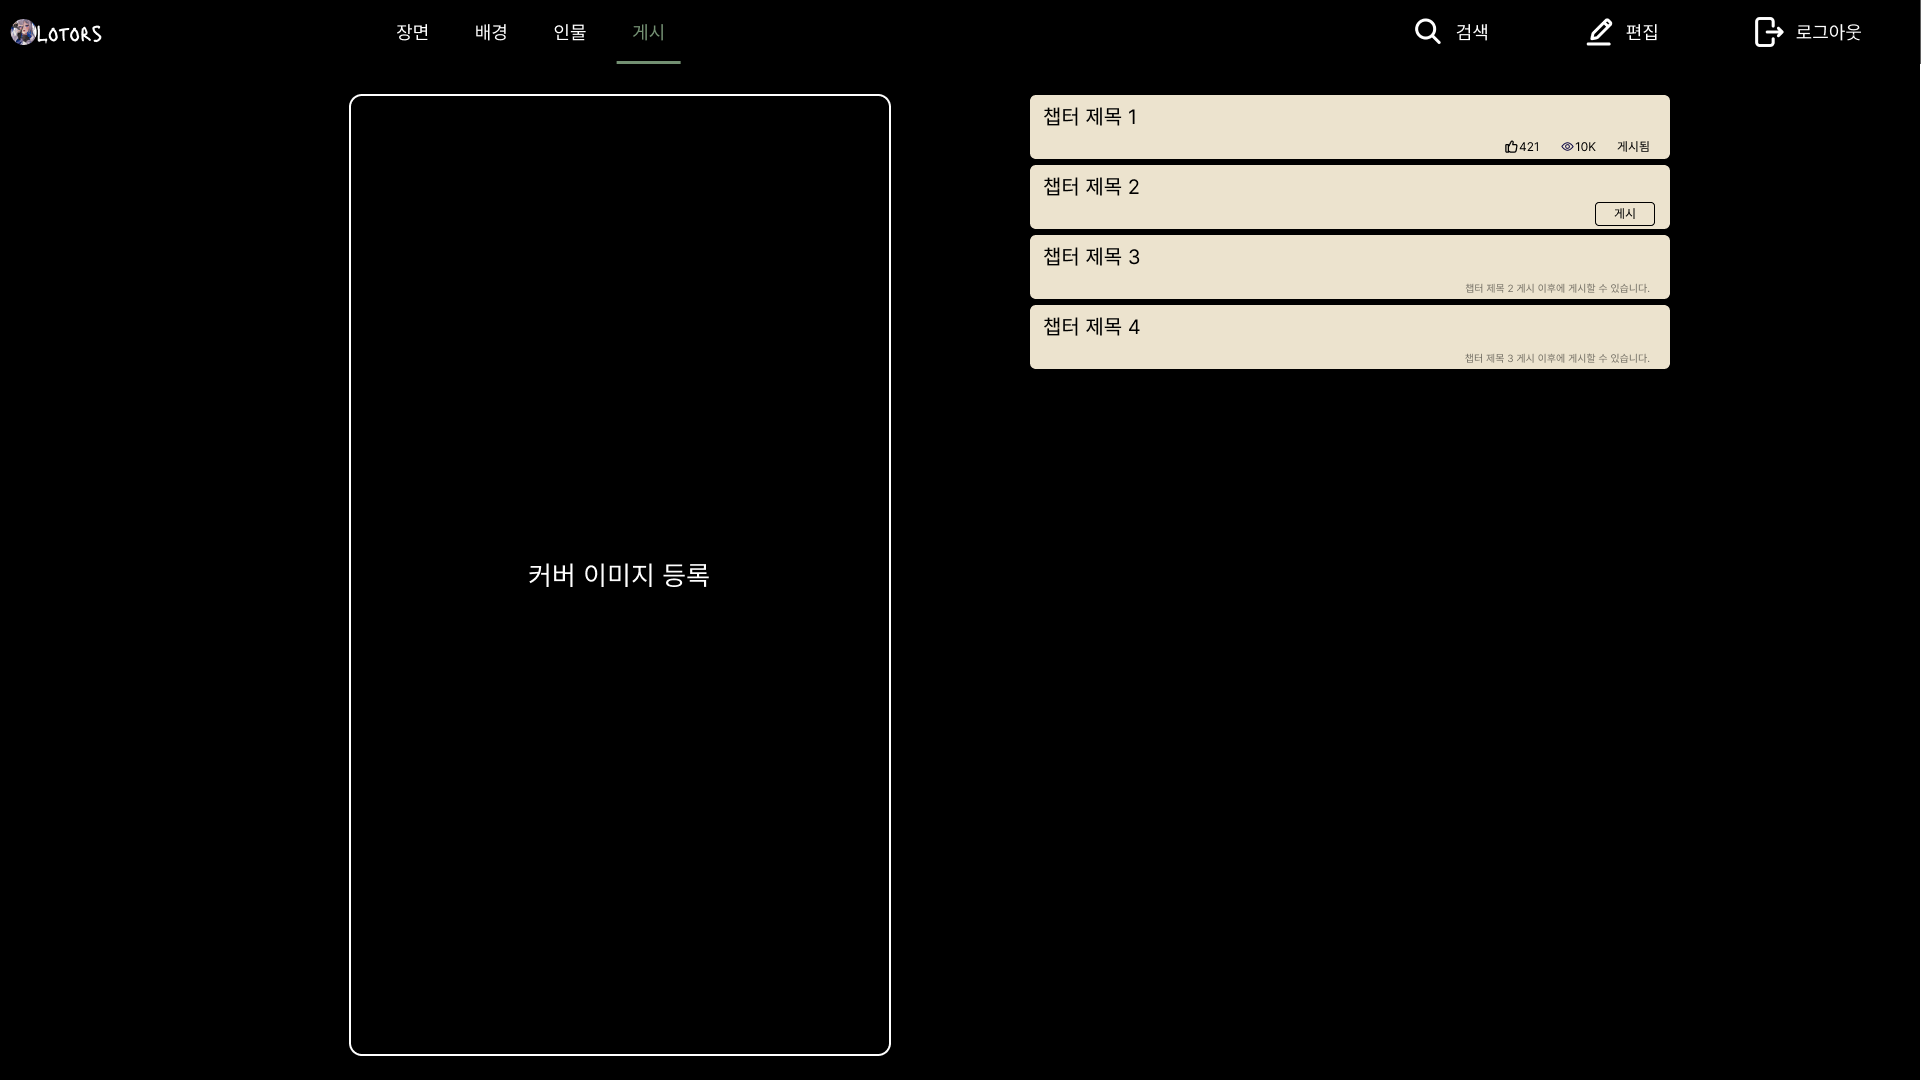 LOTORS
장면
배경
인물
게시
검색
편집
로그아웃
커버 이미지 등록
챕터 제목 1
421
10K
게시됨
챕터 제목 2
게시
챕터 제목 3
챕터 제목 2 게시 이후에 게시할 수 있습니다.
챕터 제목 4
챕터 제목 3 게시 이후에 게시할 수 있습니다.